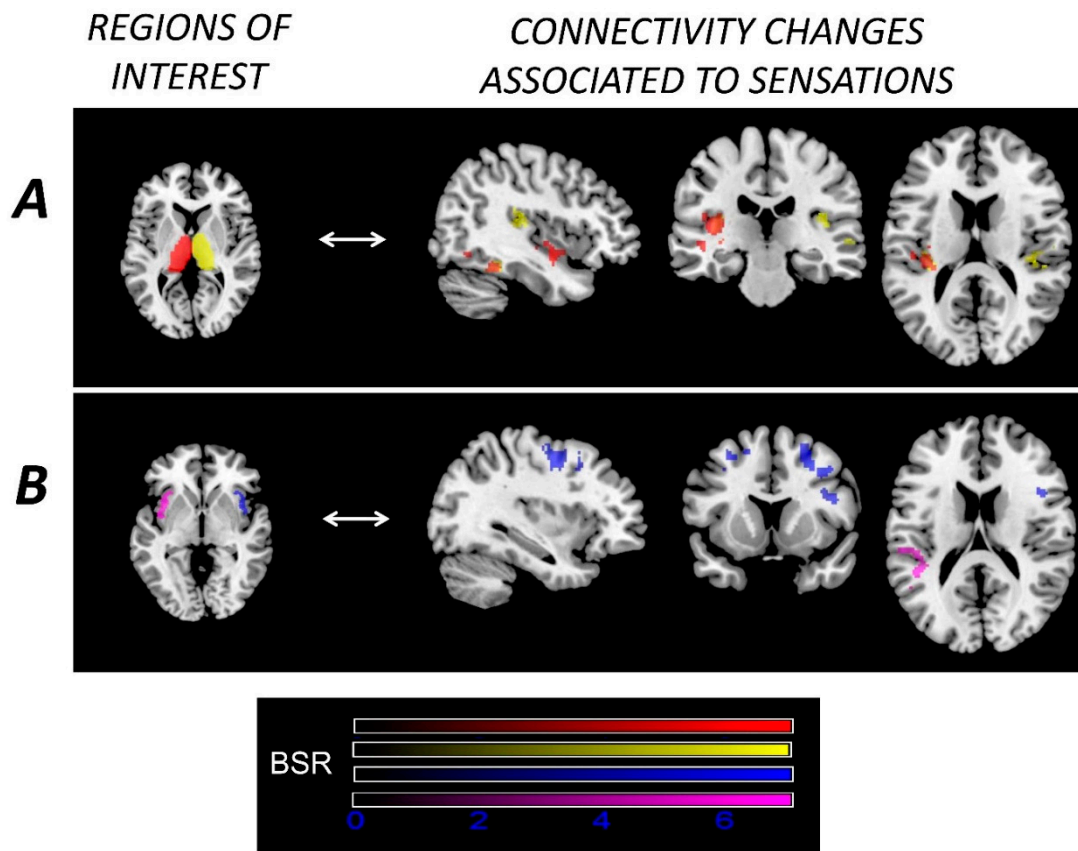 REGIONS OF
INTEREST
CONNECTIVITY CHANGES
ASSOCIATED TO SENSATIONS
A
B
BSR
0 2 4 6